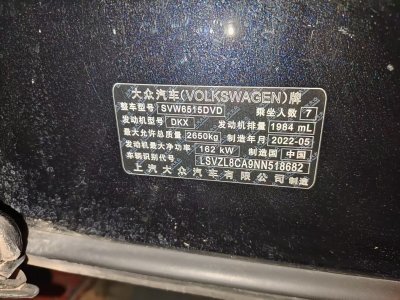 大众汽车(VOLKSWAGEN)牌
整车型号 SVW6515DVD 乘坐人数 7
发动机型号 DKX 发动机排量 1984 mL
最大允许总质量 2650kg 制造年月 2022-05
发动机最大净功率 162 kW 制造国 中国
车辆识别代号 LSVZL8CA9NN518682
上汽大众汽车有限公司制造